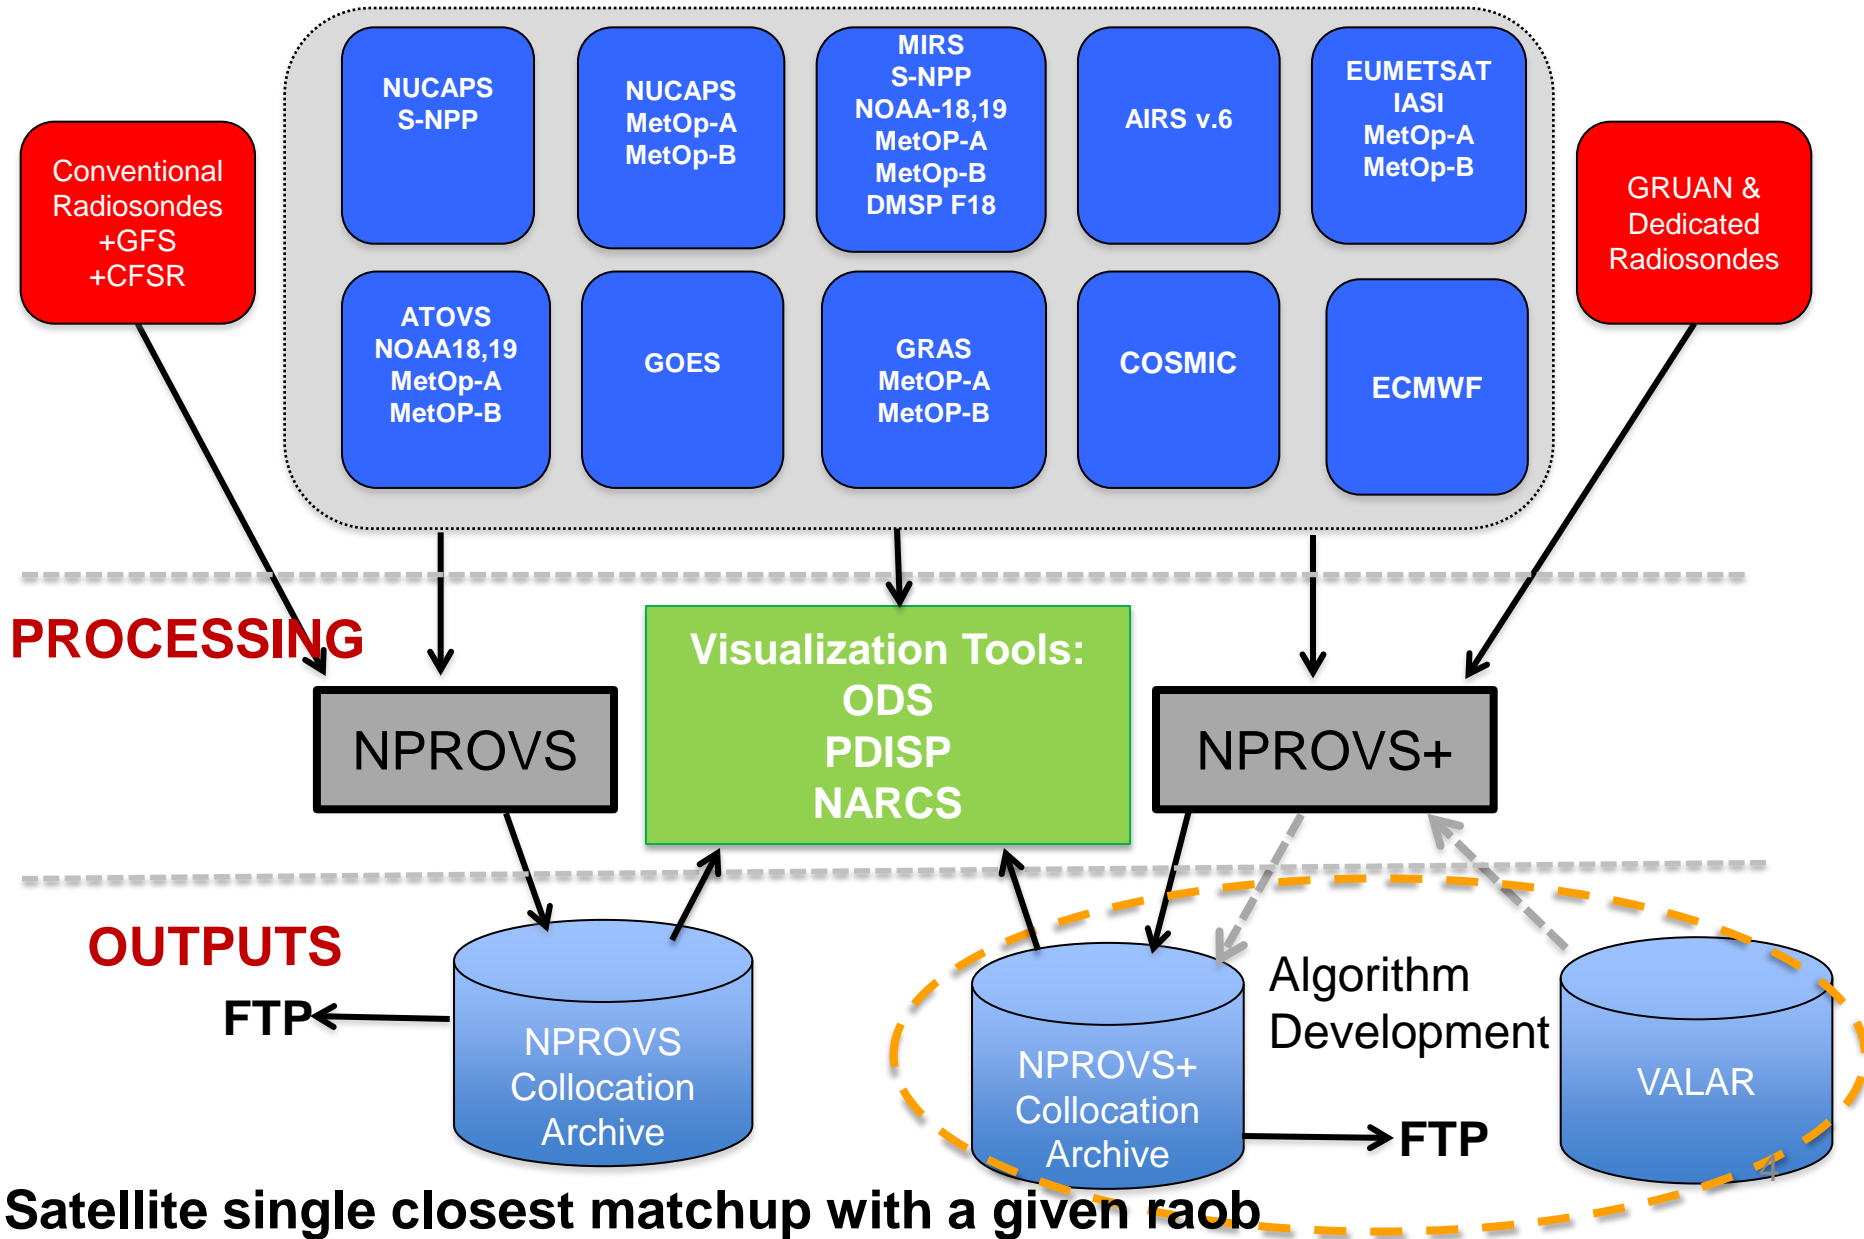 NUCAPS
S-NPP
NUCAPS
MetOp-A
MetOp-B
MIRS
S-NPP
NOAA-18,19
MetOP-A
MetOp-B
DMSP F18
AIRS v.6
EUMETSAT
IASI
MetOp-A
MetOp-B
Conventional
Radiosondes
+GFS
+CFSR
GRUAN &
Dedicated
Radiosondes
ATOVS
NOAA18,19
MetOp-A
MetOP-B
GOES
GRAS
MetOP-A
MetOP-B
COSMIC
ECMWF
PROCESSING
NPROVS
Visualization Tools:
ODS
PDISP
NARCS
NPROVS+
OUTPUTS
FTP
NPROVS
Collocation
Archive
NPROVS+
Collocation
Archive
Algorithm
Development
FTP
VALAR
4
Satellite single closest matchup with a given raob